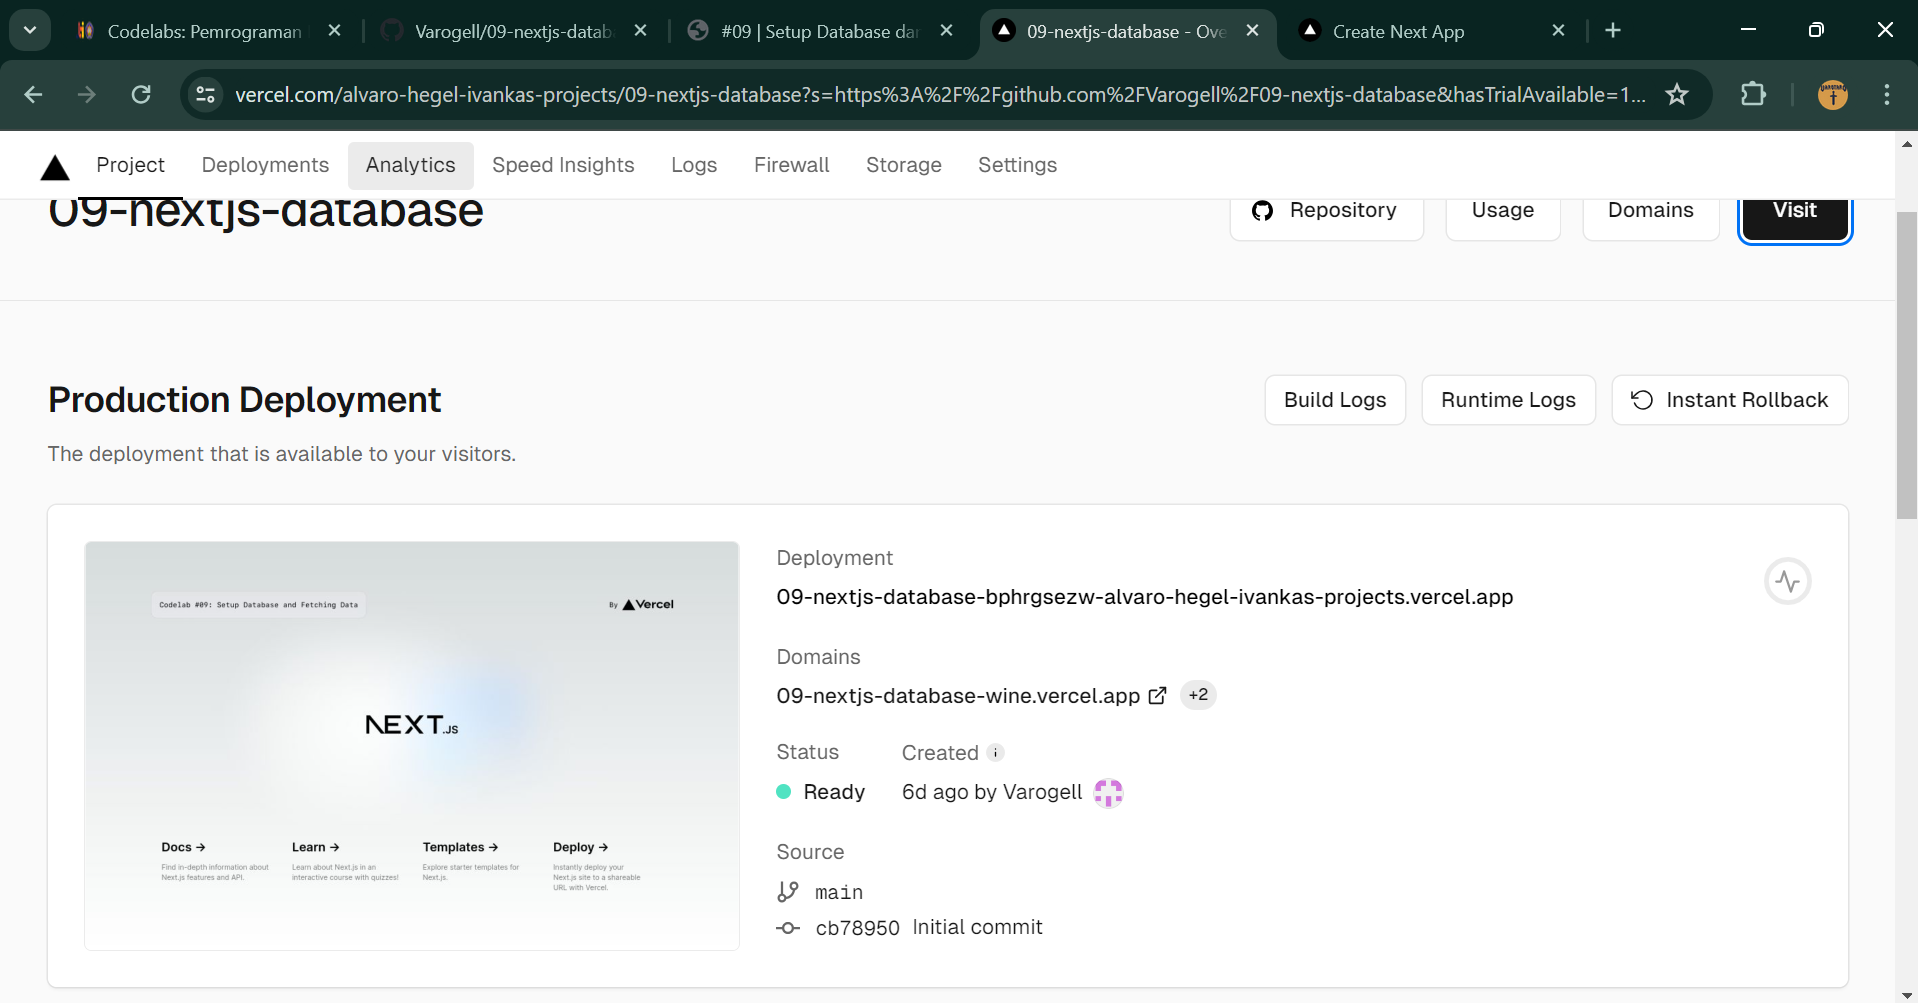 Codelabs: Pemrograman
Varogell/09-nextjs-datab
#09 | Setup Database dan
09-nextjs-database - Ove
Create Next App
vercel.com/alvaro-hegel-ivankas-projects/09-nextjs-database?s=https%3A%2F%2Fgithub.com%2FVarogell%2F09-nextjs-database&hasTrialAvailable=1...
Project Deployments Analytics Speed Insights Logs Firewall Storage Settings
09-nextjs-database
Repository Usage Domains Visit
Production Deployment
Build Logs Runtime Logs Instant Rollback
The deployment that is available to your visitors.
Codelab #09: Setup Database and Fetching Data
By Vercel
NEXT.JS
Docs →
Find in-depth information about
Next.js features and API.
Learn →
Learn about Next.js in an
interactive course with quizzes!
Templates →
Explore starter templates for
Next.js.
Deploy →
Instantly deploy your
Next.js site to a shareable
URL with Vercel.
Deployment
09-nextjs-database-bphrgsezw-alvaro-hegel-ivankas-projects.vercel.app
Domains
09-nextjs-database-wine.vercel.app +2
Status Created
Ready 6d ago by Varogell
Source
main
cb78950 Initial commit